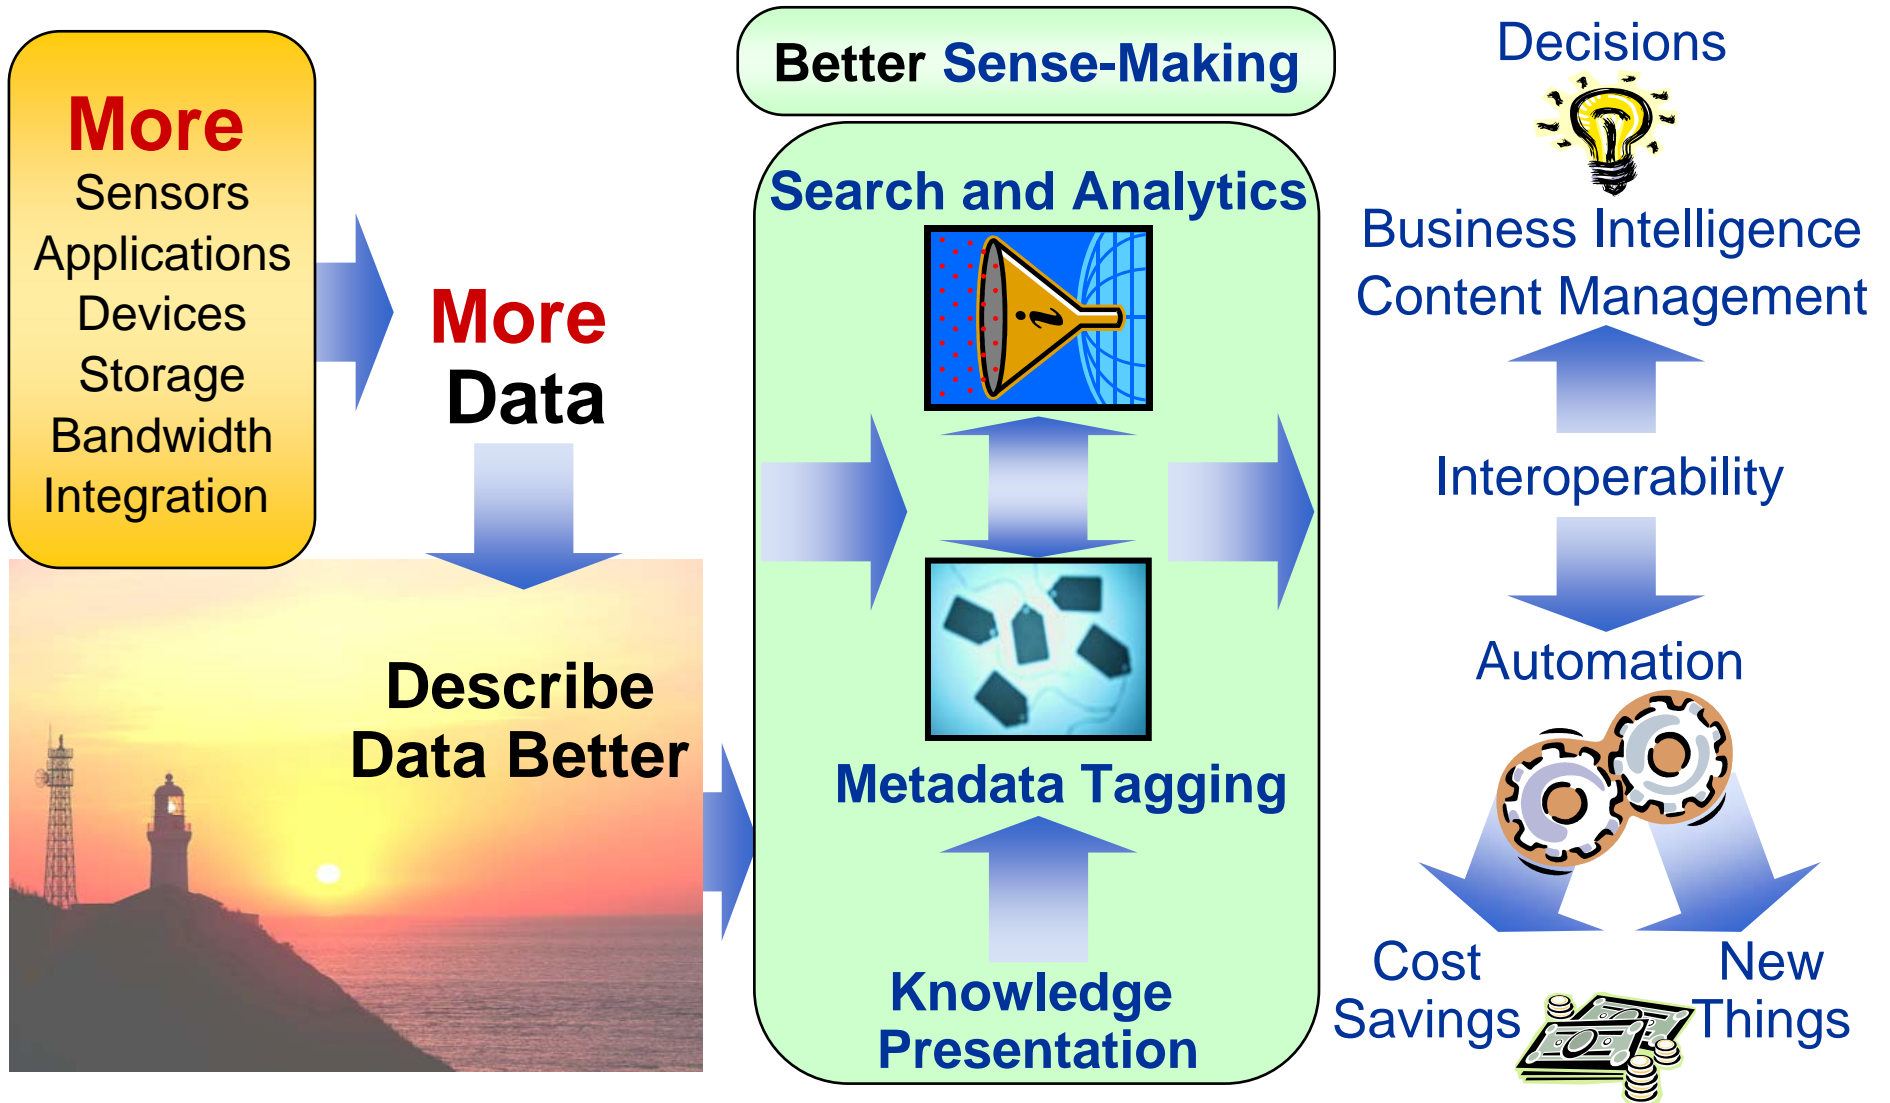 More
Sensors
Applications
Devices
Storage
Bandwidth
Integration
More
Data
Describe
Data Better
Better Sense-Making
Search and Analytics
i
Metadata Tagging
Knowledge
Presentation
Decisions
Business Intelligence
Content Management
Interoperability
Automation
Cost
Savings
New
Things